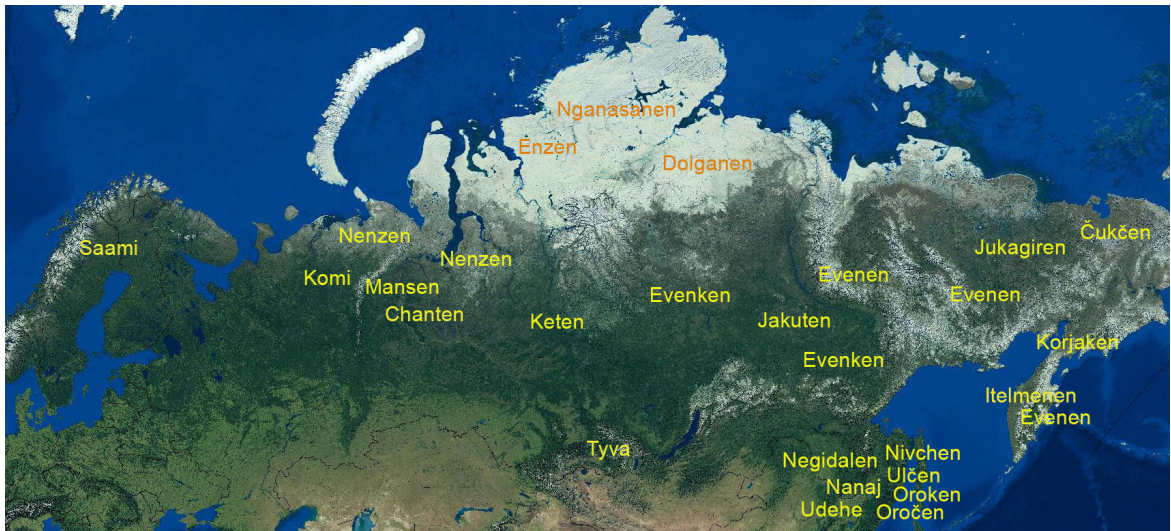 Nganasanen
Enzen
Dolganen
Saami
Nenzen
Čukčen
Jukagiren
Nenzen
Komi
Mansen
Evenen
Evenken
Evenen
Chanten
Keten
Jakuten
Korjaken
Evenken
Itelmenen
Evenen
Tyva
Negidalen
Nivchen
Ulčen
Nanaj
Oroken
Udehe
Oročen